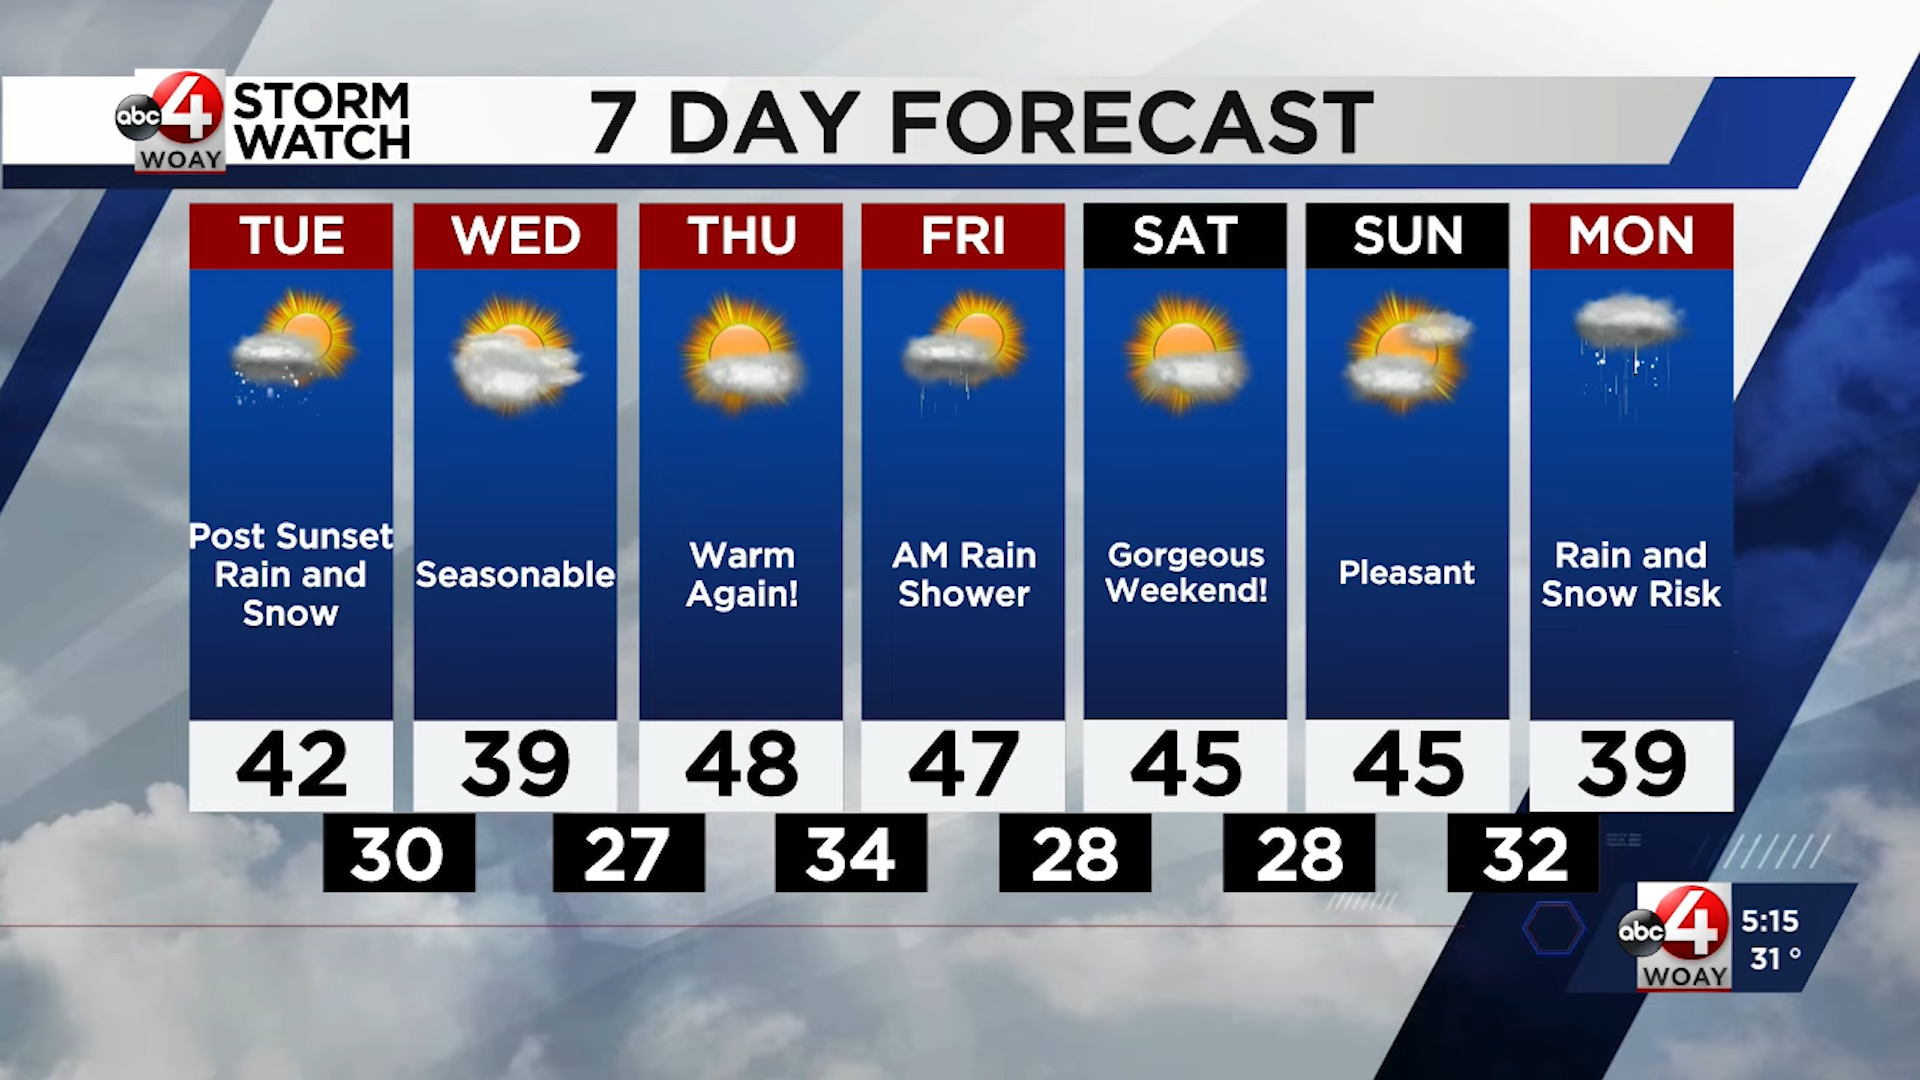 abc 4
WOAY
STORM
WATCH
7 DAY FORECAST
TUE
WED
THU
FRI
SAT
SUN
MON
Post Sunset
Rain and
Snow
Seasonable
Warm
Again!
AM Rain
Shower
Gorgeous
Weekend!
Pleasant
Rain and
Snow Risk
42
39
48
47
45
45
39
30
27
34
28
28
32
abc 4
WOAY
5:15
31°